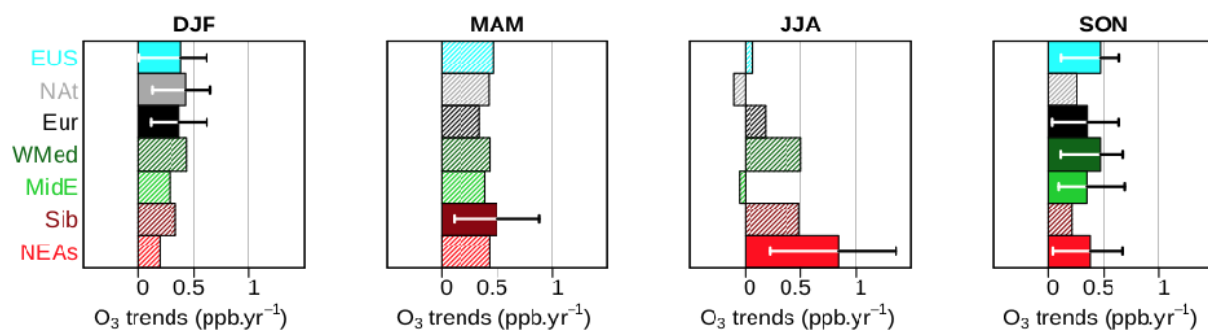 DJF MAM JJA SON
EUS
NAt
Eur
WMed
MidE
Sib
NEAs
0 0.5 1 0 0.5 1 0 0.5 1 0 0.5 1
O₃ trends (ppb.yr⁻¹) O₃ trends (ppb.yr⁻¹) O₃ trends (ppb.yr⁻¹) O₃ trends (ppb.yr⁻¹)